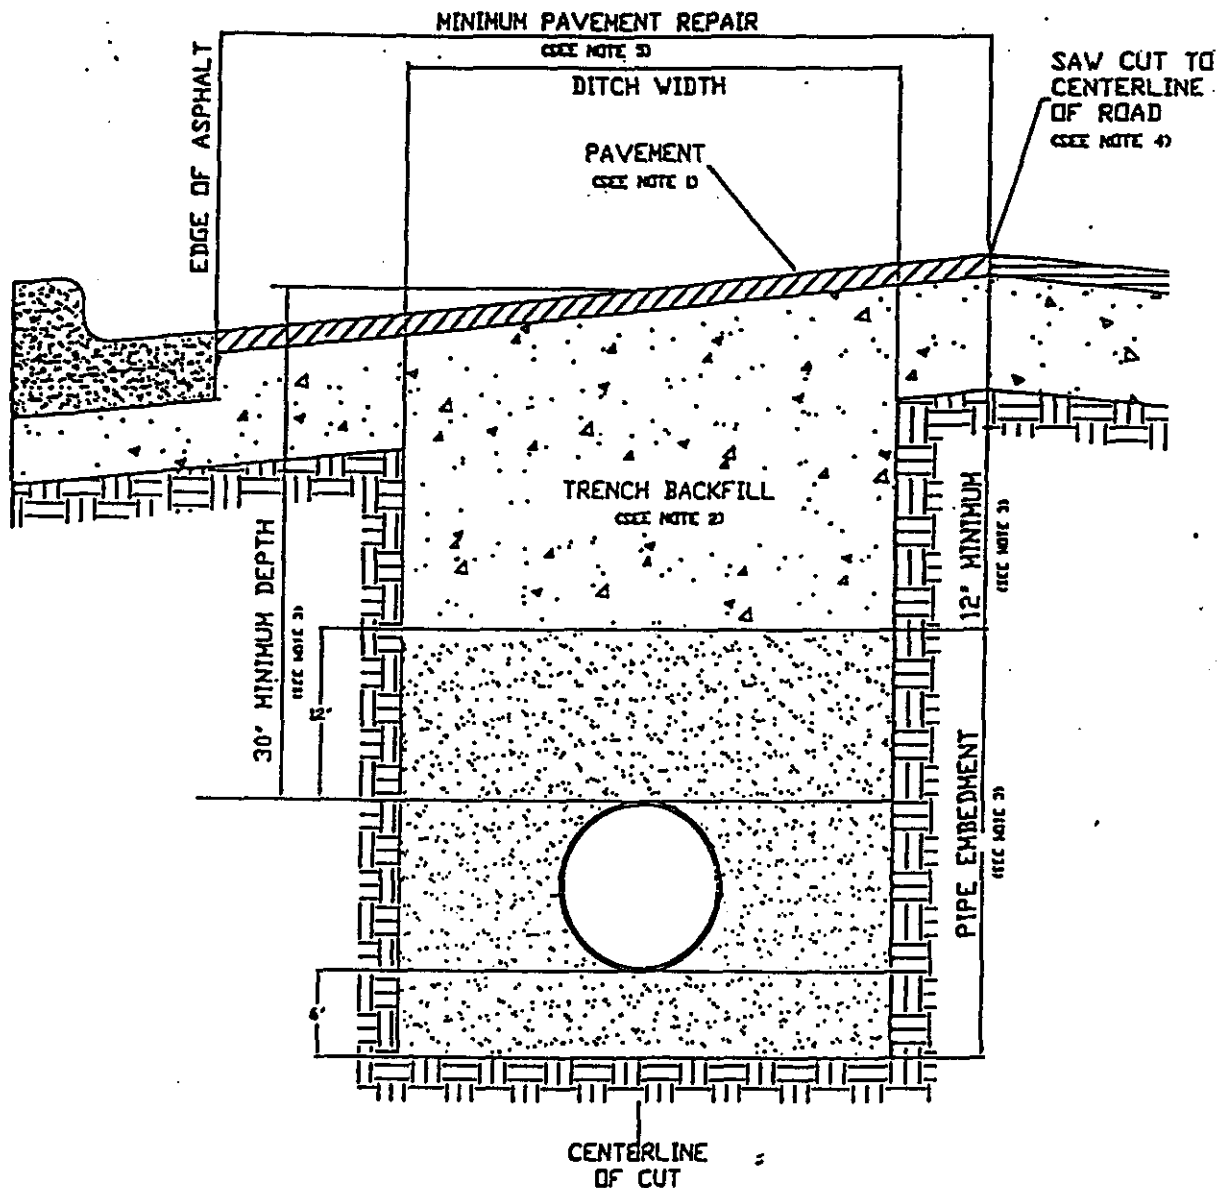 MINIMUM PAVEMENT REPAIR
(SEE NOTE 5)
DITCH WIDTH
EDGE OF ASPHALT
SAW CUT TO
CENTERLINE
OF ROAD
(SEE NOTE 4)
PAVEMENT
(SEE NOTE 1)
TRENCH BACKFILL
(SEE NOTE 2)
30" MINIMUM DEPTH
(SEE NOTE 3)
12" MINIMUM
(SEE NOTE 3)
12"
PIPE EMBEDMENT
(SEE NOTE 3)
6"
CENTERLINE
OF CUT